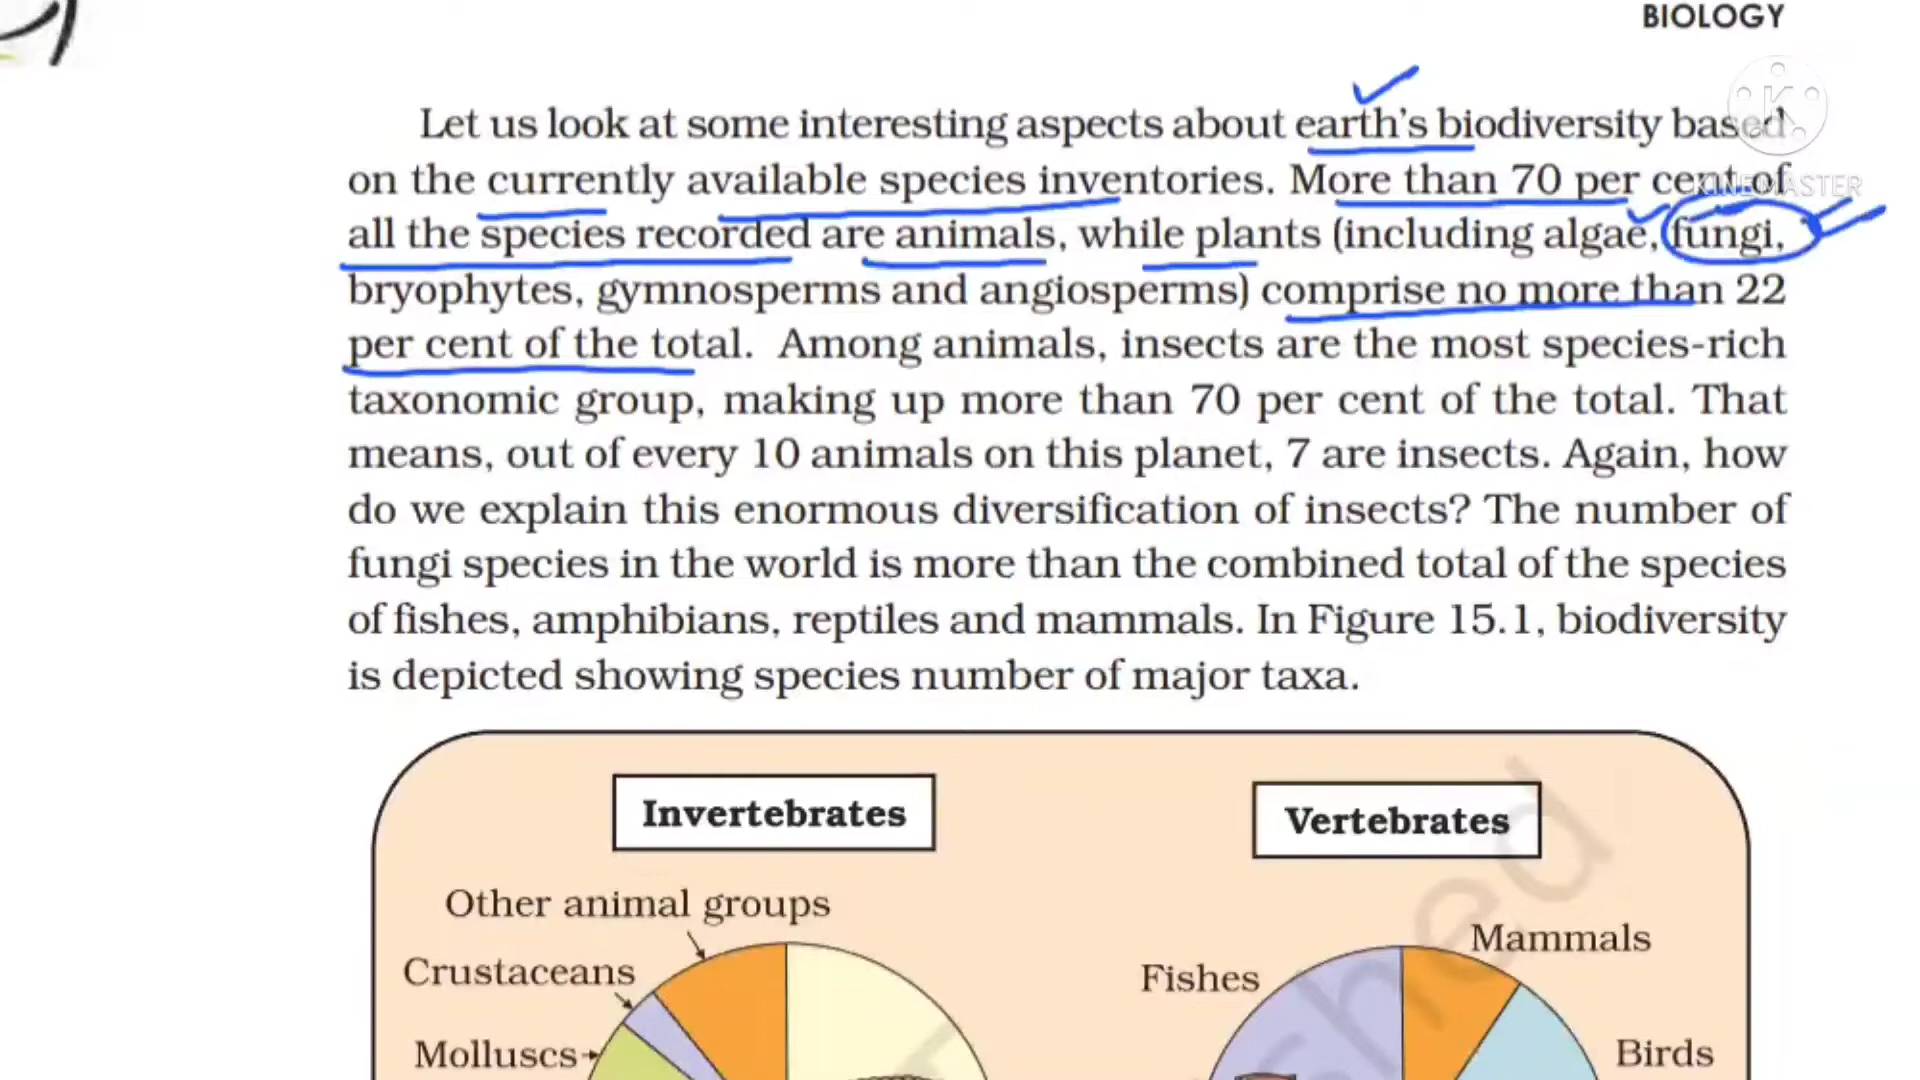 BIOLOGY
Let us look at some interesting aspects about earth's biodiversity based
on the currently available species inventories. More than 70 per cent of
KINEMASTER
all the species recorded are animals, while plants (including algae, fungi,
bryophytes, gymnosperms and angiosperms) comprise no more than 22
per cent of the total. Among animals, insects are the most species-rich
taxonomic group, making up more than 70 per cent of the total. That
means, out of every 10 animals on this planet, 7 are insects. Again, how
do we explain this enormous diversification of insects? The number of
fungi species in the world is more than the combined total of the species
of fishes, amphibians, reptiles and mammals. In Figure 15.1, biodiversity
is depicted showing species number of major taxa.
Invertebrates
Vertebrates
Other animal groups
Mammals
Crustaceans
Fishes
Molluscs
Birds